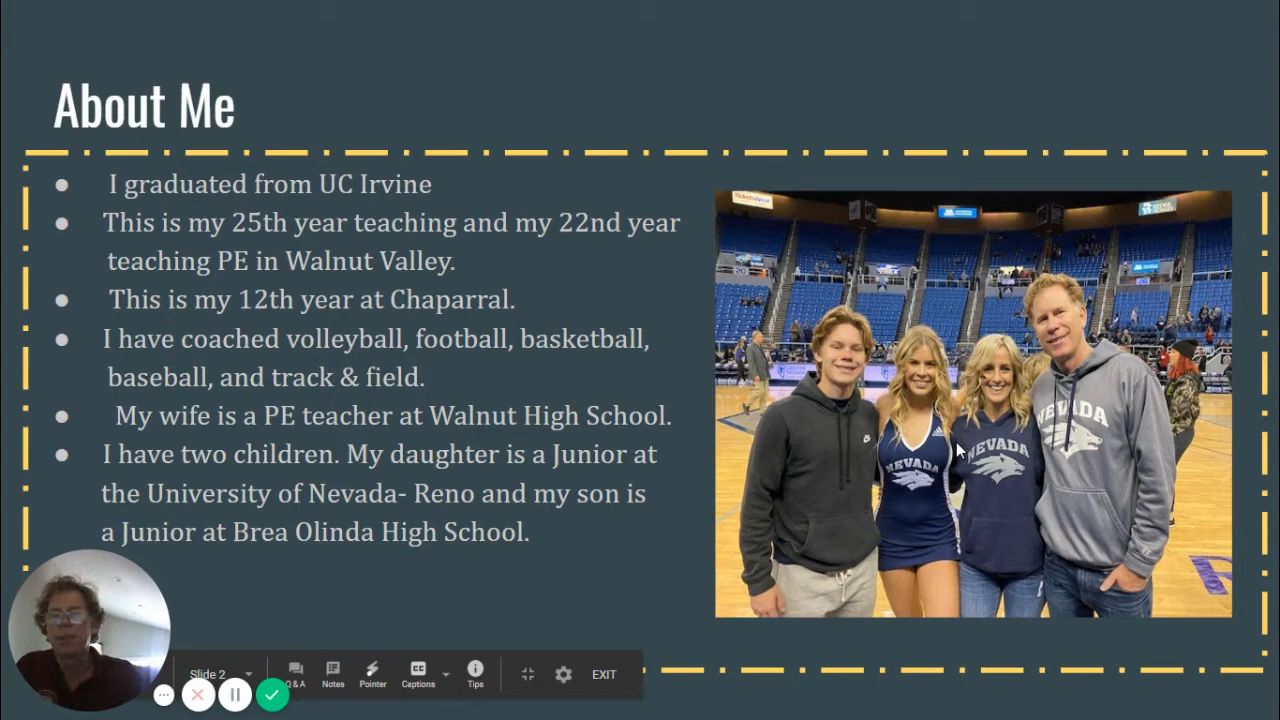 About Me
● I graduated from UC Irvine
● This is my 25th year teaching and my 22nd year
teaching PE in Walnut Valley.
● This is my 12th year at Chaparral.
● I have coached volleyball, football, basketball,
baseball, and track & field.
● My wife is a PE teacher at Walnut High School.
● I have two children. My daughter is a Junior at
the University of Nevada- Reno and my son is
a Junior at Brea Olinda High School.
NEVADA
NEVADA
NEVADA
Slide 2
Q & A
Notes
Pointer
CC
Captions
Tips
EXIT